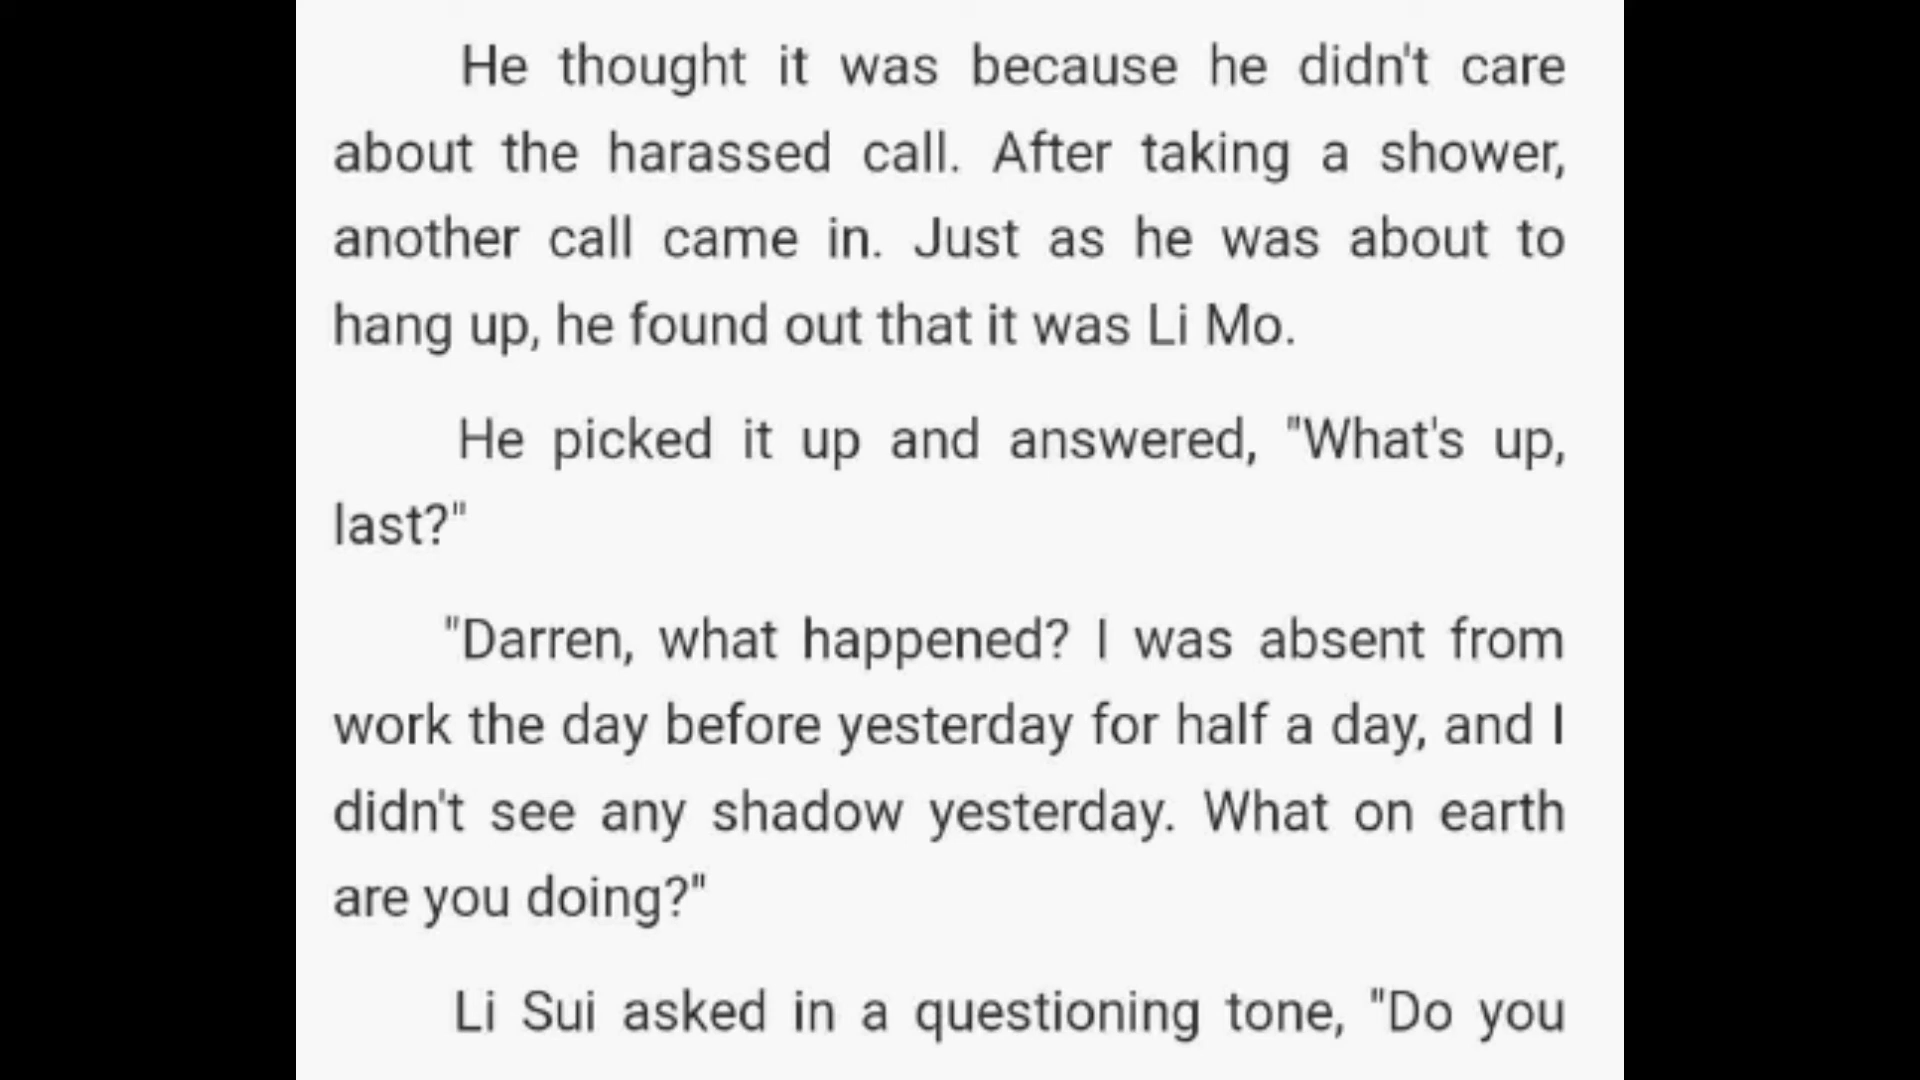 He thought it was because he didn't care
about the harassed call. After taking a shower,
another call came in. Just as he was about to
hang up, he found out that it was Li Mo.
He picked it up and answered, "What's up,
last?"
"Darren, what happened? I was absent from
work the day before yesterday for half a day, and I
didn't see any shadow yesterday. What on earth
are you doing?"
Li Sui asked in a questioning tone, "Do you